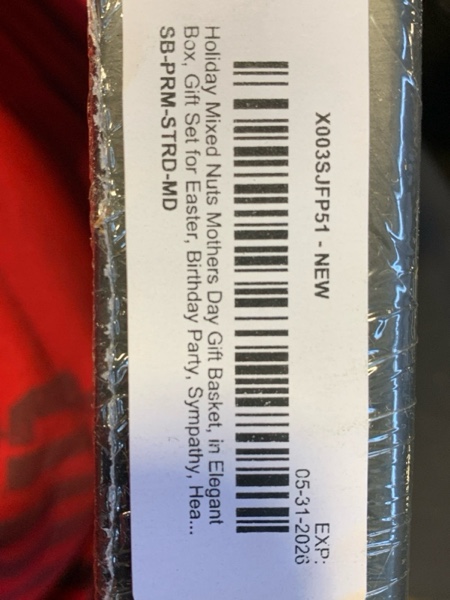 X003SJFP51 - NEW
EXP:
05-31-2026
Holiday Mixed Nuts Mothers Day Gift Basket, in Elegant
Box, Gift Set for Easter, Birthday Party, Sympathy, Hea...
SB-PRM-STRD-MD